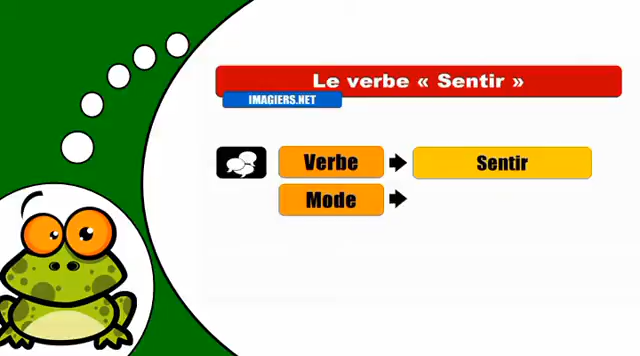 Le verbe « Sentir »
IMAGIERS.NET
Verbe Sentir
Mode